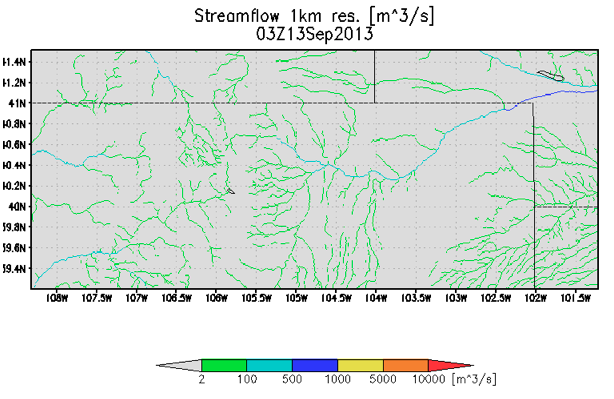 Streamflow 1km res. [m^3/s]
03Z13Sep2013
41.4N
41.2N
41N
40.8N
40.6N
40.4N
40.2N
40N
39.8N
39.6N
39.4N
108W 107.5W 107W 106.5W 106W 105.5W 105W 104.5W 104W 103.5W 103W 102.5W 102W 101.5W
2 100 500 1000 5000 10000 [m^3/s]